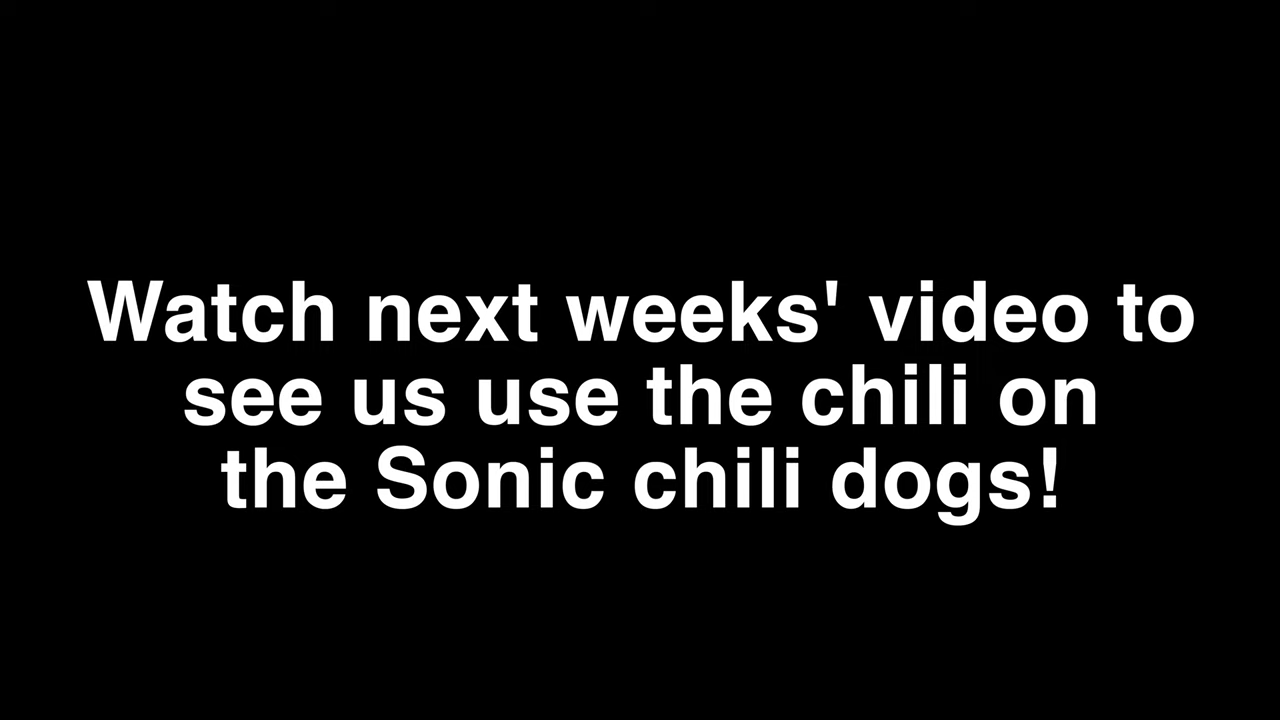 Watch next weeks' video to
see us use the chili on
the Sonic chili dogs!